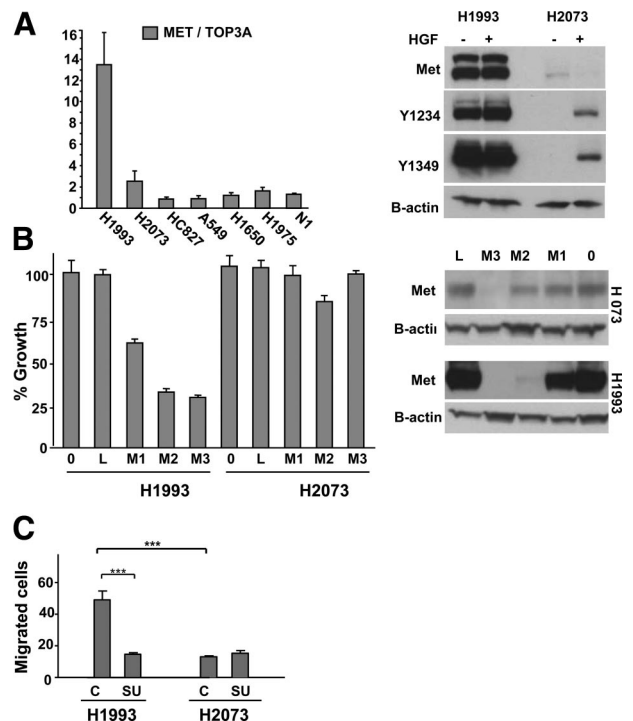 A
MET / TOP3A
16
14
12
10
8
6
4
2
0
H1993
H2073
HC827
A549
H1650
H1975
N1
H1993 H2073
HGF - + - +
Met
Y1234
Y1349
B-actin
B
% Growth
100
75
50
25
0
0 L M1 M2 M3 0 L M1 M2 M3
H1993 H2073
L M3 M2 M1 0
Met
B-actii
H 073
Met
B-actin
H1993
C
Migrated cells
60
40
20
0
***
***
C SU C SU
H1993 H2073